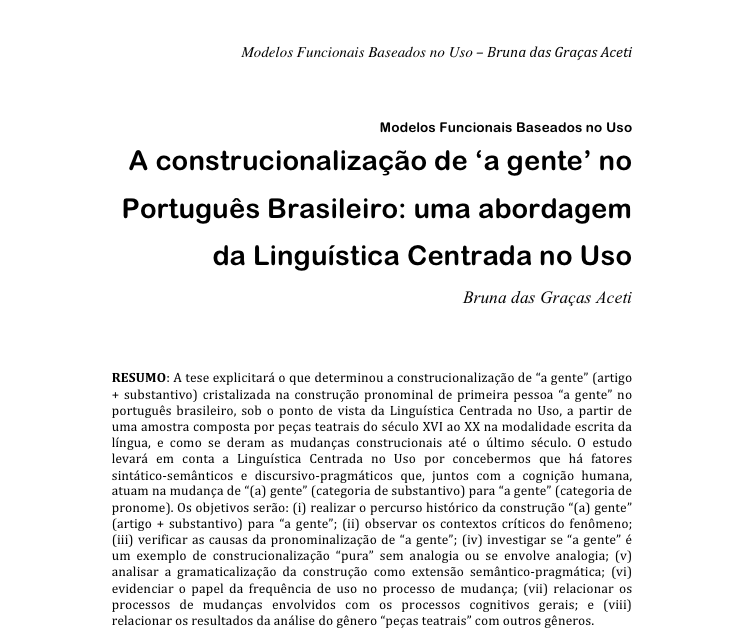 Modelos Funcionais Baseados no Uso – Bruna das Graças Aceti
Modelos Funcionais Baseados no Uso
A construcionalização de ‘a gente’ no
Português Brasileiro: uma abordagem
da Linguística Centrada no Uso
Bruna das Graças Aceti
RESUMO: A tese explicitará o que determinou a construcionalização de “a gente” (artigo
+ substantivo) cristalizada na construção pronominal de primeira pessoa “a gente” no
português brasileiro, sob o ponto de vista da Linguística Centrada no Uso, a partir de
uma amostra composta por peças teatrais do século XVI ao XX na modalidade escrita da
língua, e como se deram as mudanças construcionais até o último século. O estudo
levará em conta a Linguística Centrada no Uso por concebermos que há fatores
sintático-semânticos e discursivo-pragmáticos que, juntos com a cognição humana,
atuam na mudança de “(a) gente” (categoria de substantivo) para “a gente” (categoria de
pronome). Os objetivos serão: (i) realizar o percurso histórico da construção “(a) gente”
(artigo + substantivo) para “a gente”; (ii) observar os contextos críticos do fenômeno;
(iii) verificar as causas da pronominalização de “a gente”; (iv) investigar se “a gente” é
um exemplo de construcionalização “pura” sem analogia ou se envolve analogia; (v)
analisar a gramaticalização da construção como extensão semântico-pragmática; (vi)
evidenciar o papel da frequência de uso no processo de mudança; (vii) relacionar os
processos de mudanças envolvidos com os processos cognitivos gerais; e (viii)
relacionar os resultados da análise do gênero “peças teatrais” com outros gêneros.